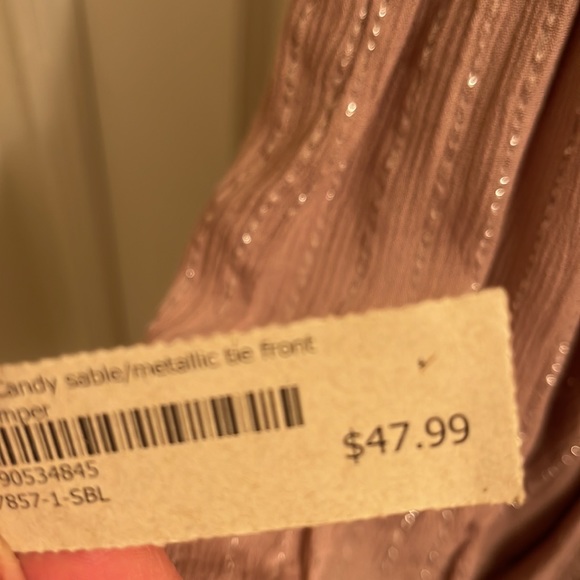 Candy sable/metallic tie front
mper
90534845
7857-1-SBL
$47.99